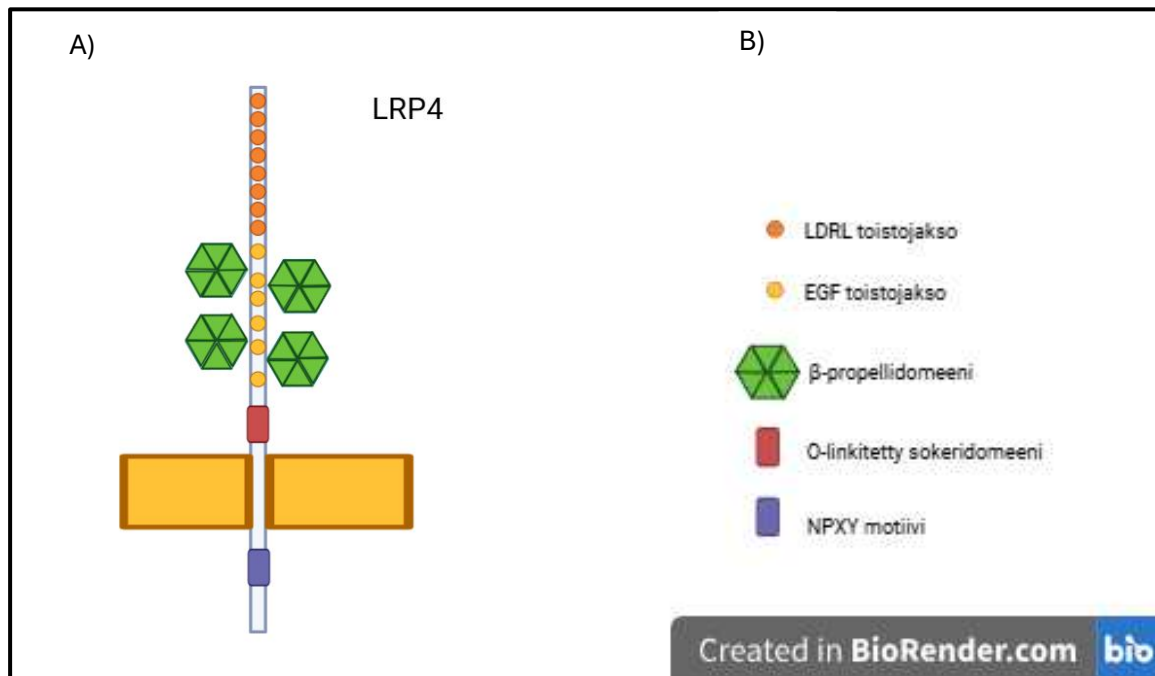 A)
LRP4
B)
LDRL toistojakso
EGF toistojakso
β-propellidomeeni
O-linkitetty sokeridomeeni
NPXY motiivi
Created in BioRender.com bio